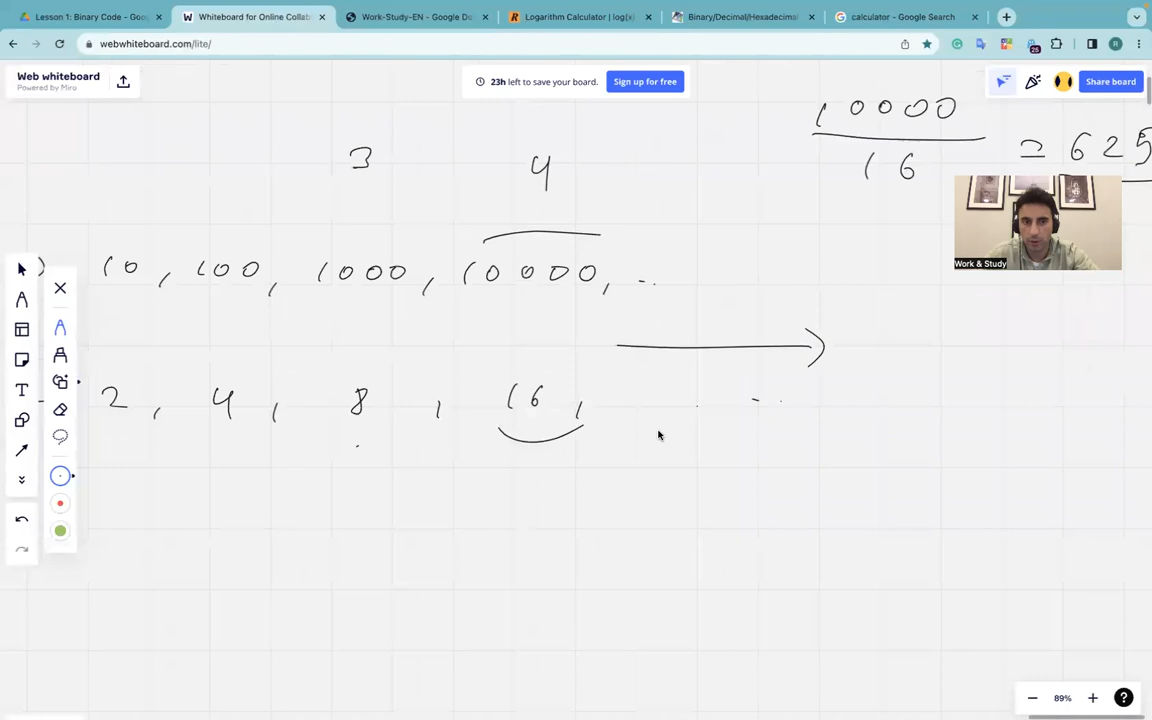 Lesson 1: Binary Code - Goo
Whiteboard for Online Collab
Work-Study-EN - Google Do
Logarithm Calculator | log(x)
Binary/Decimal/Hexadecimal
calculator - Google Search
webwhiteboard.com/lite/
25
R
Web whiteboard
Powered by Miro
23h left to save your board.
Sign up for free
Share board
10000
16
= 625
3 4
) 10, 100, 1000, 10000, ...
2, 4, 8, 16, ...
Work & Study
T
89%
?